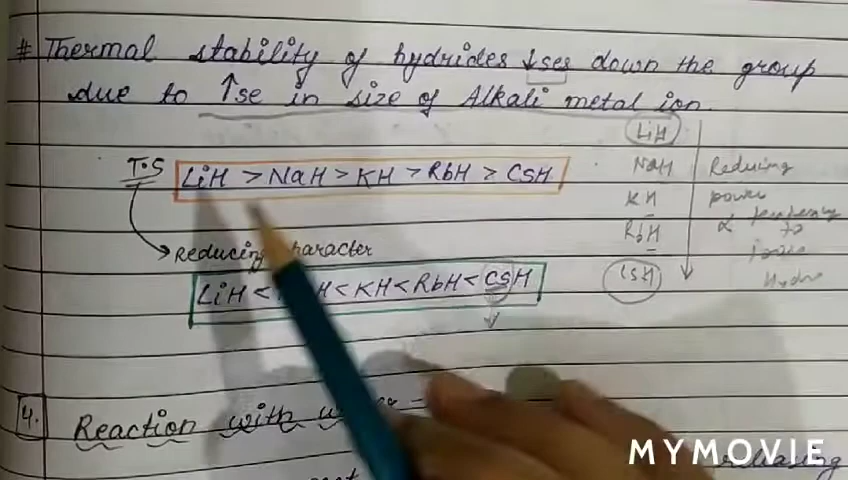 # Thermal stability of hydrides ↓ses down the group
due to ↑se in size of Alkali metal ion.
T.S LiH > NaH > KH > RbH > CSH
Reducing character
LiH < H < KH < RbH < CSH
LiH
NaH
KH
RbH
CSH
Reducing
power
∝ tendency
to
4. Reaction with
MYMOVIE